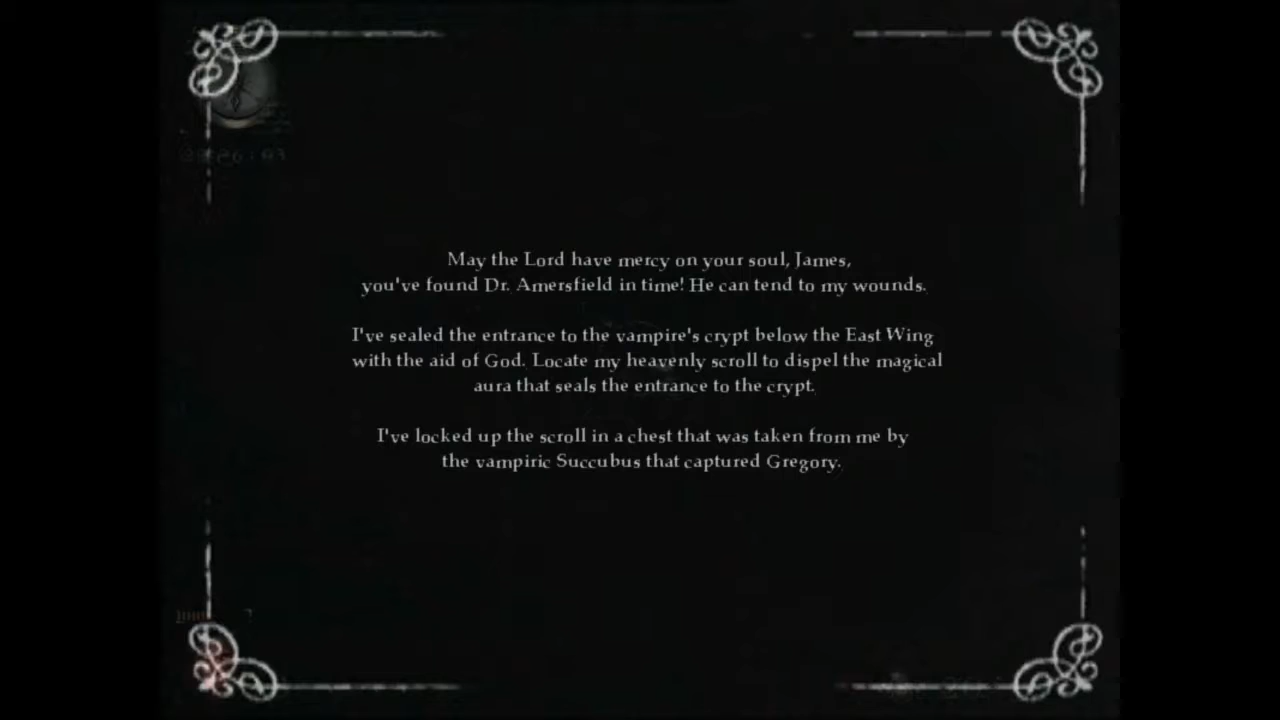 May the Lord have mercy on your soul, James,
you've found Dr. Amersfield in time! He can tend to my wounds.
I've sealed the entrance to the vampire's crypt below the East Wing
with the aid of God. Locate my heavenly scroll to dispel the magical
aura that seals the entrance to the crypt.
I've locked up the scroll in a chest that was taken from me by
the vampiric Succubus that captured Gregory.